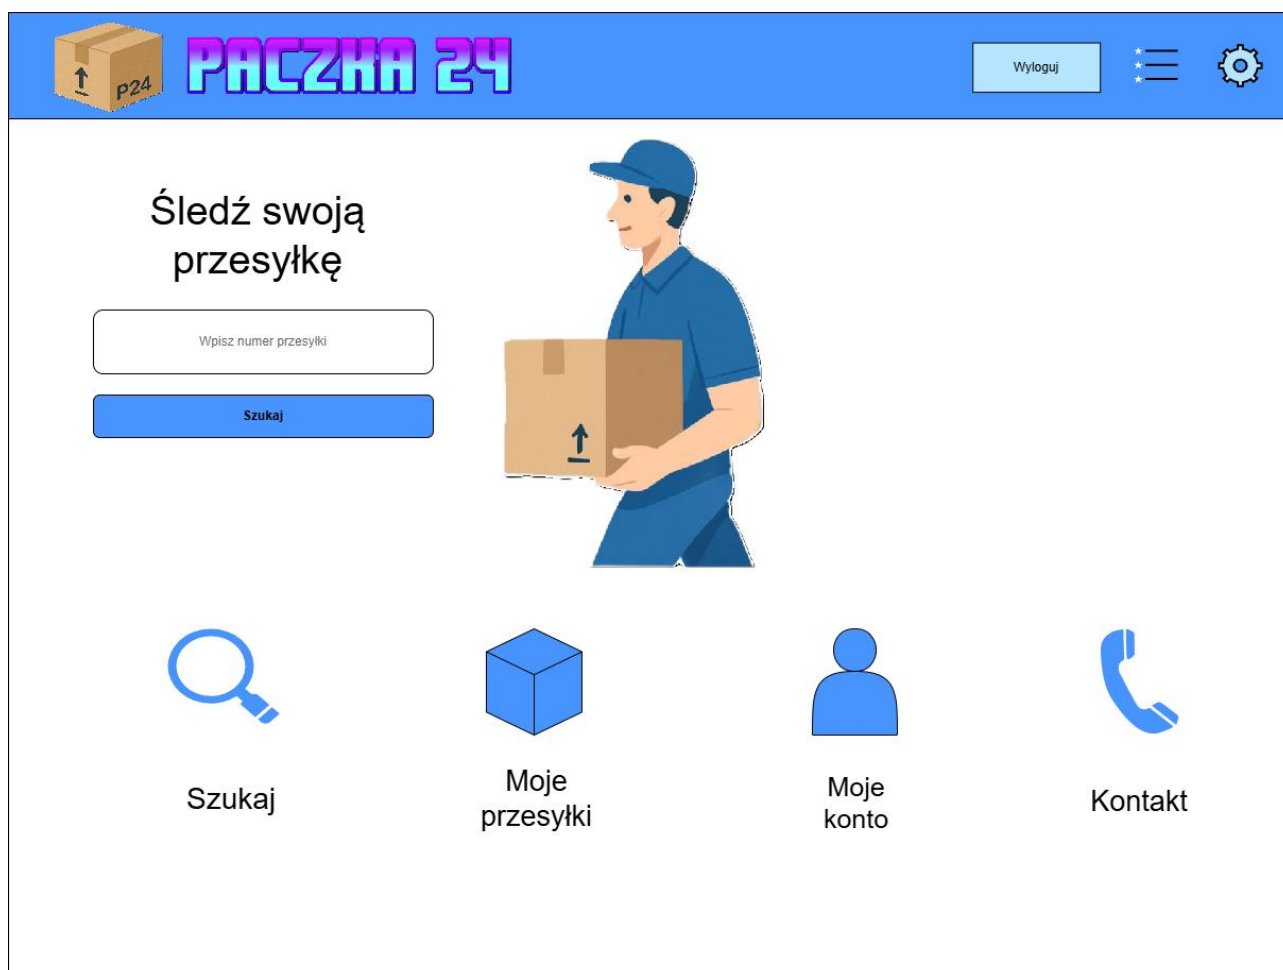 P24
PACZKA 24
Wyloguj
Śledź swoją
przesyłkę
Wpisz numer przesyłki
Szukaj
Szukaj
Moje
przesyłki
Moje
konto
Kontakt